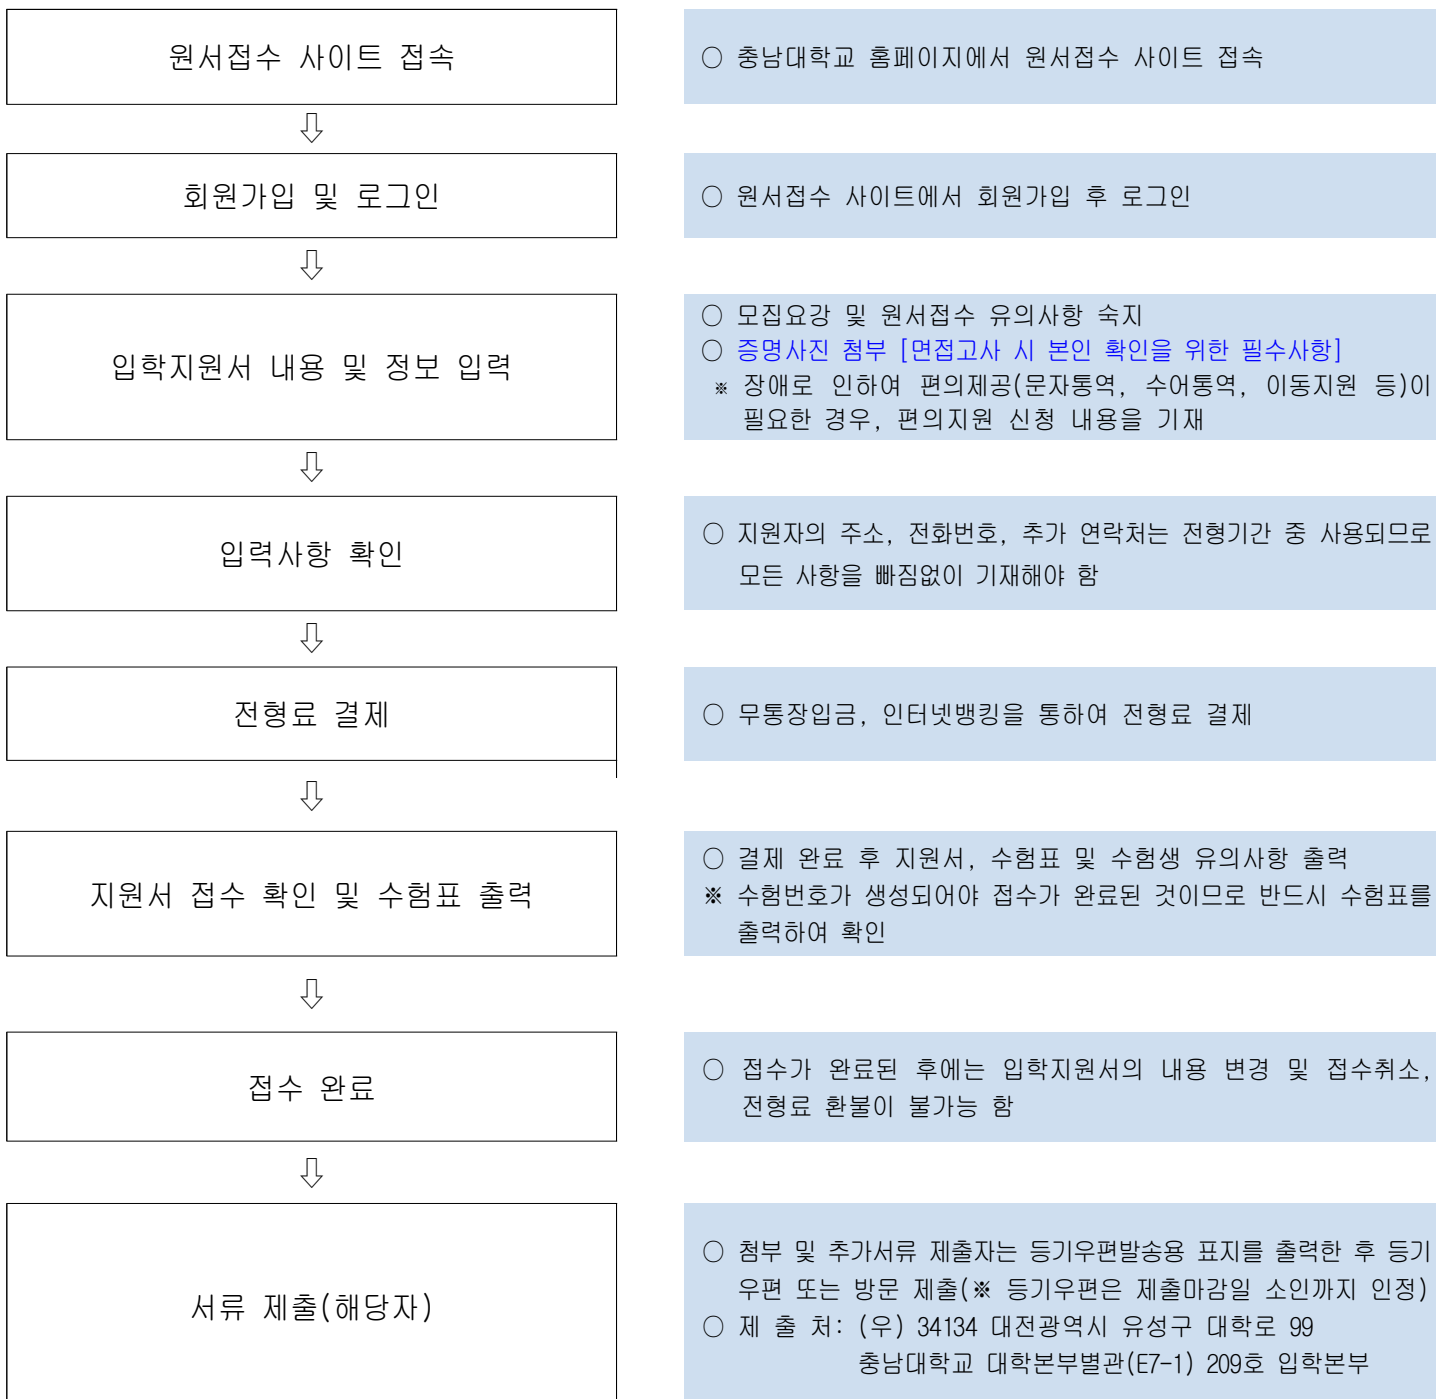 원서접수 사이트 접속
○ 충남대학교 홈페이지에서 원서접수 사이트 접속
⇩
회원가입 및 로그인
○ 원서접수 사이트에서 회원가입 후 로그인
⇩
입학지원서 내용 및 정보 입력
○ 모집요강 및 원서접수 유의사항 숙지
○ 증명사진 첨부 [면접고사 시 본인 확인을 위한 필수사항]
※ 장애로 인하여 편의제공(문자통역, 수어통역, 이동지원 등)이
필요한 경우, 편의지원 신청 내용을 기재
⇩
입력사항 확인
○ 지원자의 주소, 전화번호, 추가 연락처는 전형기간 중 사용되므로
모든 사항을 빠짐없이 기재해야 함
⇩
전형료 결제
○ 무통장입금, 인터넷뱅킹을 통하여 전형료 결제
⇩
지원서 접수 확인 및 수험표 출력
○ 결제 완료 후 지원서, 수험표 및 수험생 유의사항 출력
※ 수험번호가 생성되어야 접수가 완료된 것이므로 반드시 수험표를
출력하여 확인
⇩
접수 완료
○ 접수가 완료된 후에는 입학지원서의 내용 변경 및 접수취소,
전형료 환불이 불가능 함
⇩
서류 제출(해당자)
○ 첨부 및 추가서류 제출자는 등기우편발송용 표지를 출력한 후 등기
우편 또는 방문 제출(※ 등기우편은 제출마감일 소인까지 인정)
○ 제 출 처: (우) 34134 대전광역시 유성구 대학로 99
충남대학교 대학본부별관(E7-1) 209호 입학본부